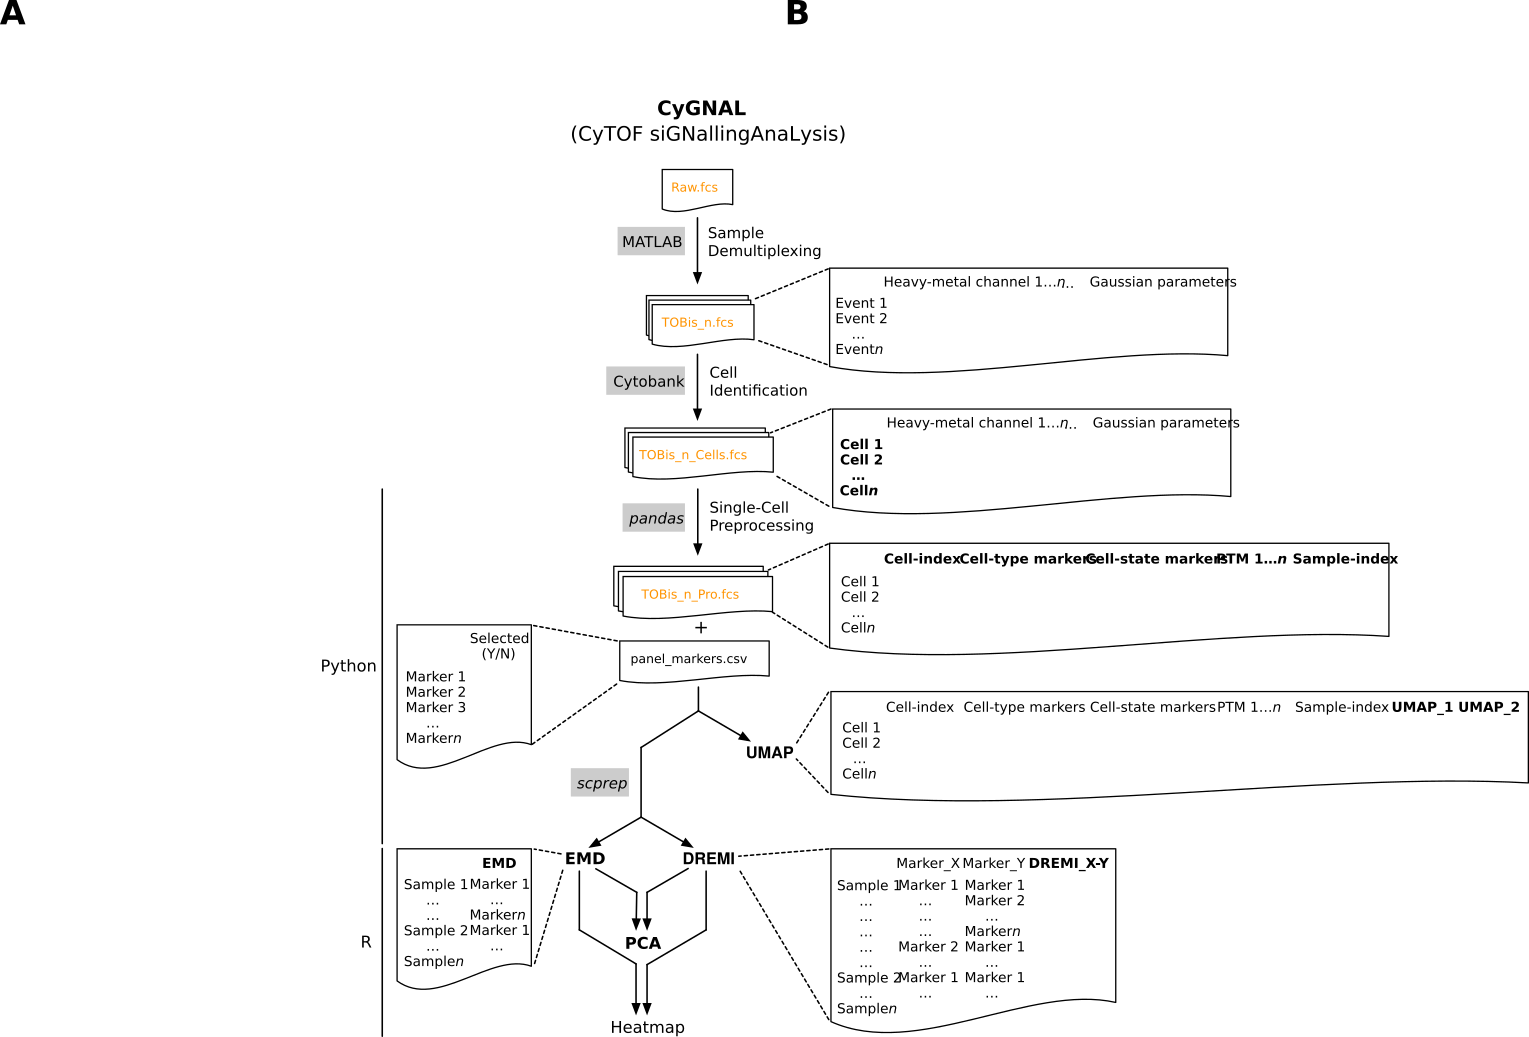 A
B
CyGNAL
(CyTOF siGNallingAnaLysis)
Raw.fcs
MATLAB
Sample
Demultiplexing
TOBis_n.fcs
Heavy-metal channel 1...n.. Gaussian parameters
Event 1
Event 2
...
Eventn
Cytobank
Cell
Identification
TOBis_n_Cells.fcs
Heavy-metal channel 1...n.. Gaussian parameters
Cell 1
Cell 2
...
Celln
pandas
Single-Cell
Preprocessing
TOBis_n_Pro.fcs
Cell-index Cell-type markers Cell-state markers PTM 1...n Sample-index
Cell 1
Cell 2
...
Celln
+
panel_markers.csv
Selected
(Y/N)
Marker 1
Marker 2
Marker 3
...
Markern
Python
UMAP
Cell-index Cell-type markers Cell-state markers PTM 1...n Sample-index UMAP_1 UMAP_2
Cell 1
Cell 2
...
Celln
scprep
EMD
DREMI
EMD
Sample 1 Marker 1
... ...
... Markern
Sample 2 Marker 1
... ...
Samplen
R
PCA
Heatmap
Marker_X Marker_Y DREMI_X-Y
Sample 1 Marker 1 Marker 1
... ... Marker 2
... ... ...
... ... Markern
... Marker 2 Marker 1
... ... ...
Sample 2 Marker 1 Marker 1
... ... ...
Samplen